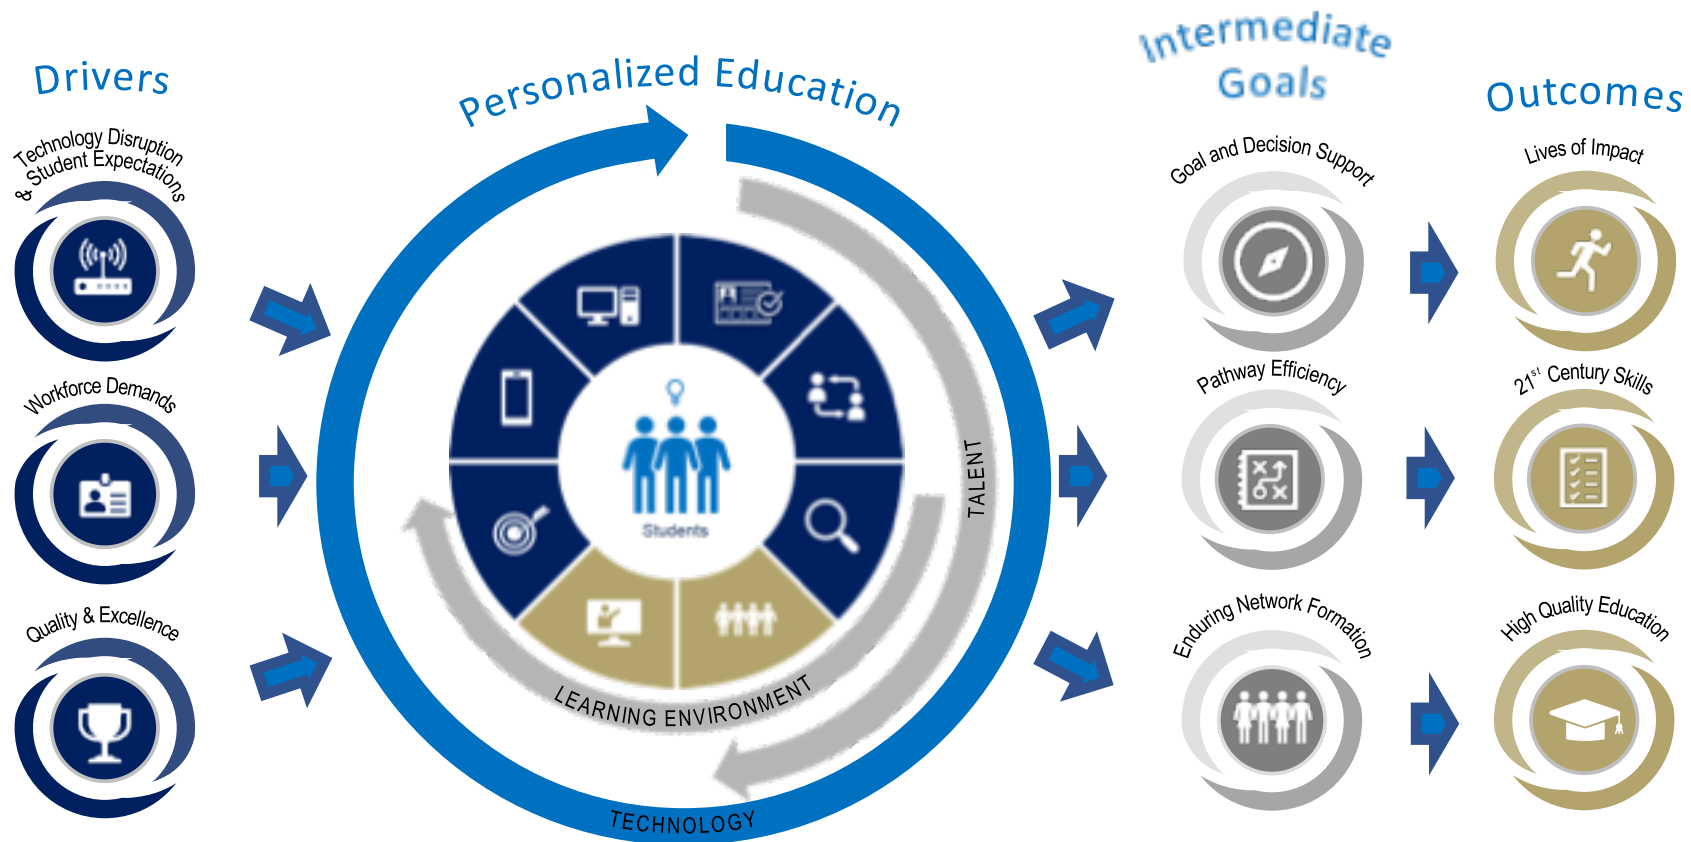 Drivers
Technology Disruption
& Student Expectations
Workforce Demands
Quality & Excellence
Personalized Education
Students
TALENT
LEARNING ENVIRONMENT
TECHNOLOGY
Intermediate
Goals
Goal and Decision Support
Pathway Efficiency
Enduring Network Formation
Outcomes
Lives of Impact
21st Century Skills
High Quality Education